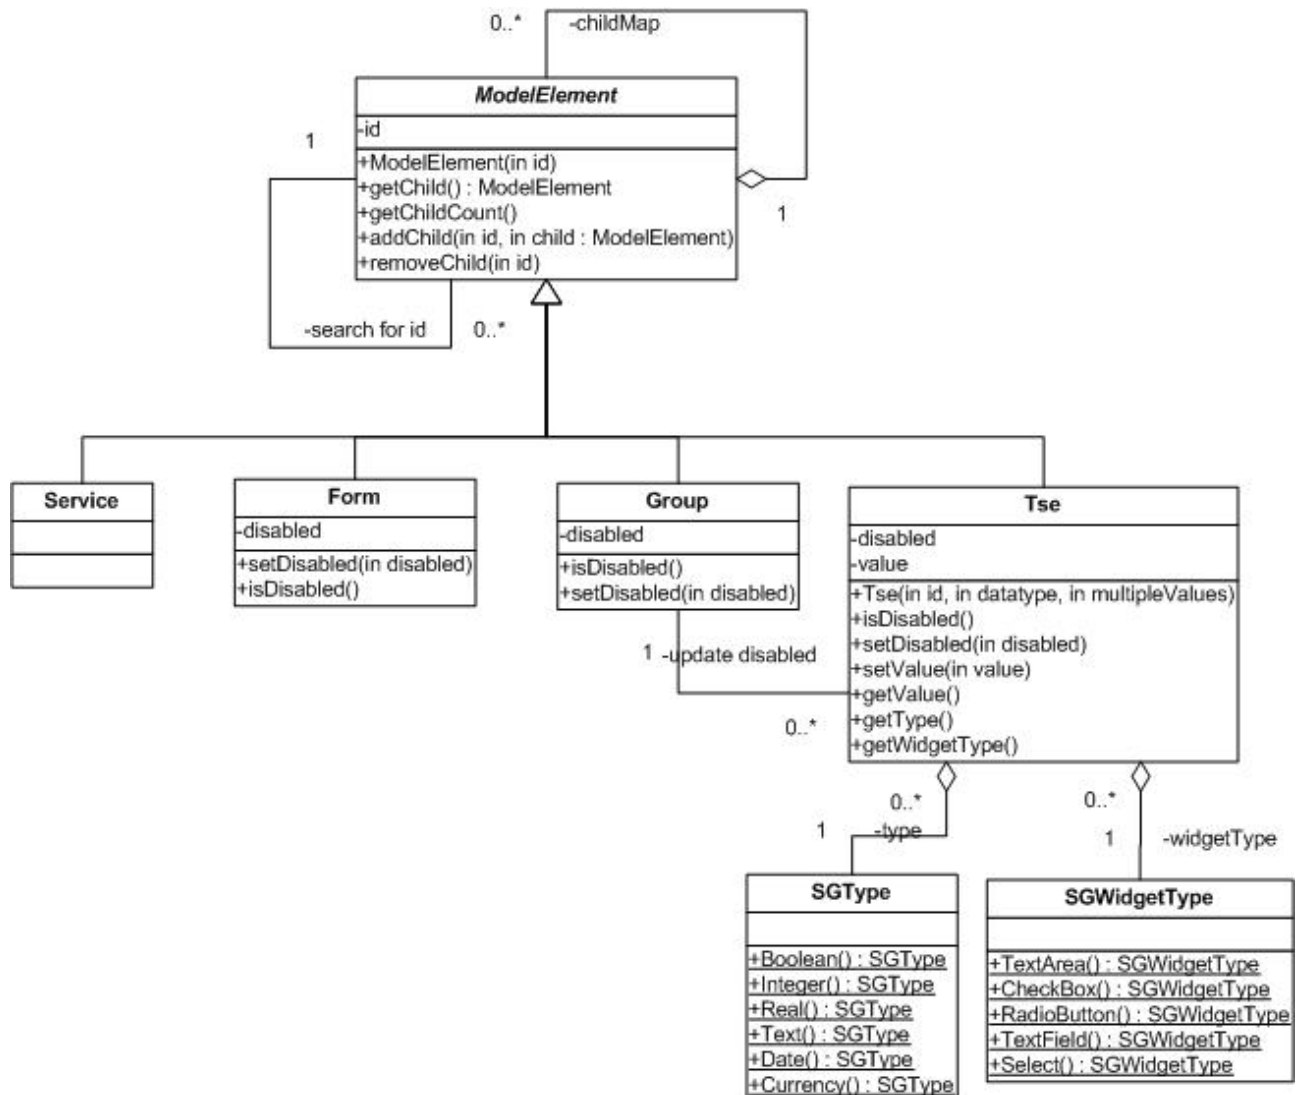 0..* -childMap
ModelElement
-id
1
+ModelElement(in id)
+getChild() : ModelElement
+getChildCount()
+addChild(in id, in child : ModelElement)
+removeChild(in id)
1
-search for id
0..*
Service
Form
-disabled
+setDisabled(in disabled)
+isDisabled()
Group
-disabled
+isDisabled()
+setDisabled(in disabled)
1 -update disabled
0..*
Tse
-disabled
-value
+Tse(in id, in datatype, in multipleValues)
+isDisabled()
+setDisabled(in disabled)
+setValue(in value)
+getValue()
+getType()
+getWidgetType()
0..*
1 -type
0..*
1 -widgetType
SGType
+Boolean() : SGType
+Integer() : SGType
+Real() : SGType
+Text() : SGType
+Date() : SGType
+Currency() : SGType
SGWidgetType
+TextArea() : SGWidgetType
+CheckBox() : SGWidgetType
+RadioButton() : SGWidgetType
+TextField() : SGWidgetType
+Select() : SGWidgetType